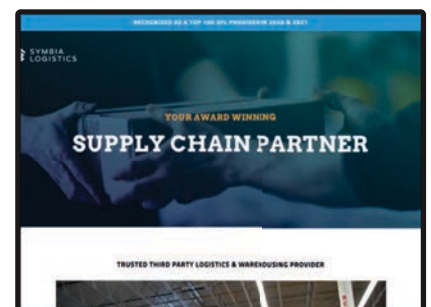 RECOGNIZED AS A TOP 100 3PL PROVIDER IN 2020 & 2021
SYMBIA
LOGISTICS
YOUR AWARD WINNING
SUPPLY CHAIN PARTNER
TRUSTED THIRD PARTY LOGISTICS & WAREHOUSING PROVIDER